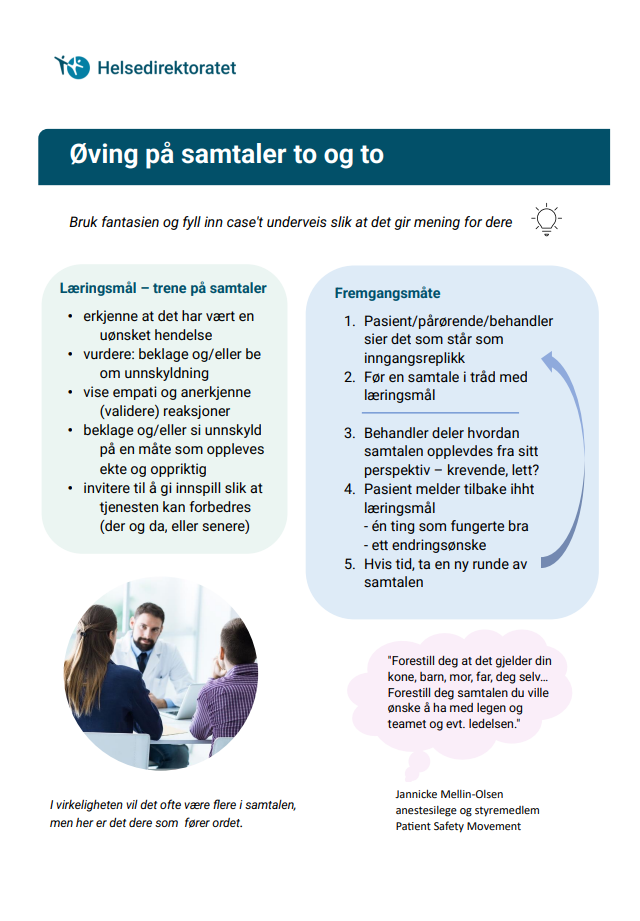 Helsedirektoratet
Øving på samtaler to og to
Bruk fantasien og fyll inn case't underveis slik at det gir mening for dere
Læringsmål – trene på samtaler
• erkjenne at det har vært en
uønsket hendelse
• vurdere: beklage og/eller be
om unnskyldning
• vise empati og anerkjenne
(validere) reaksjoner
• beklage og/eller si unnskyld
på en måte som oppleves
ekte og oppriktig
• invitere til å gi innspill slik at
tjenesten kan forbedres
(der og da, eller senere)
Fremgangsmåte
1. Pasient/pårørende/behandler
sier det som står som
inngangsreplikk
2. Før en samtale i tråd med
læringsmål
3. Behandler deler hvordan
samtalen opplevdes fra sitt
perspektiv – krevende, lett?
4. Pasient melder tilbake ihht
læringsmål
- én ting som fungerte bra
- ett endringsønske
5. Hvis tid, ta en ny runde av
samtalen
"Forestill deg at det gjelder din
kone, barn, mor, far, deg selv…
Forestill deg samtalen du ville
ønske å ha med legen og
teamet og evt. ledelsen."
Jannicke Mellin-Olsen
anestesilege og styremedlem
Patient Safety Movement
I virkeligheten vil det ofte være flere i samtalen,
men her er det dere som fører ordet.